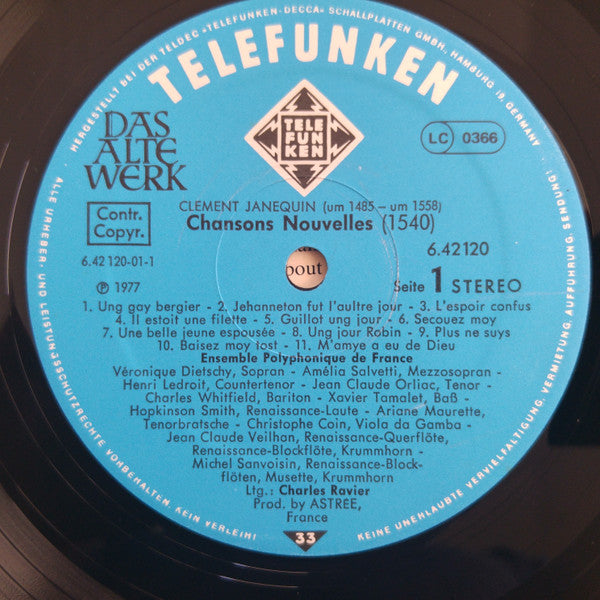 HERGESTELLT BEI DER TELDEC »TELEFUNKEN-DECCA« SCHALLPLATTEN GMBH., HAMBURG 19, GERMANY
TELEFUNKEN
DAS
ALTE
WERK
TELE
FUN
KEN
LC 0366
Contr.
Copyr.
CLEMENT JANEQUIN (um 1485 – um 1558)
Chansons Nouvelles (1540)
6.42120
6.42120-01-1
bout
Seite 1 STEREO
℗ 1977
1. Ung gay bergier - 2. Jehanneton fut l'aultre jour - 3. L'espoir confus
4. Il estoit une filette - 5. Guillot ung jour - 6. Secouez moy
7. Une belle jeune espousée - 8. Ung jour Robin - 9. Plus ne suys
10. Baisez moy tost - 11. M'amye a eu de Dieu
Ensemble Polyphonique de France
Véronique Dietschy, Sopran - Amélia Salvetti, Mezzosopran -
Henri Ledroit, Countertenor - Jean Claude Orliac, Tenor -
Charles Whitfield, Bariton - Xavier Tamalet, Baß -
Hopkinson Smith, Renaissance-Laute - Ariane Maurette,
Tenorbratsche - Christophe Coin, Viola da Gamba -
Jean Claude Veilhan, Renaissance-Querflöte,
Renaissance-Blockflöte, Krummhorn -
Michel Sanvoisin, Renaissance-Block-
flöten, Musette, Krummhorn
Ltg.: Charles Ravier
Prod. by ASTRÉE,
France
33
ALLE URHEBER- UND LEISTUNGSSCHUTZRECHTE VORBEHALTEN. KEIN VERLEIH!
KEINE UNERLAUBTE VERVIELFÄLTIGUNG, VERMIETUNG, AUFFÜHRUNG, SENDUNG!